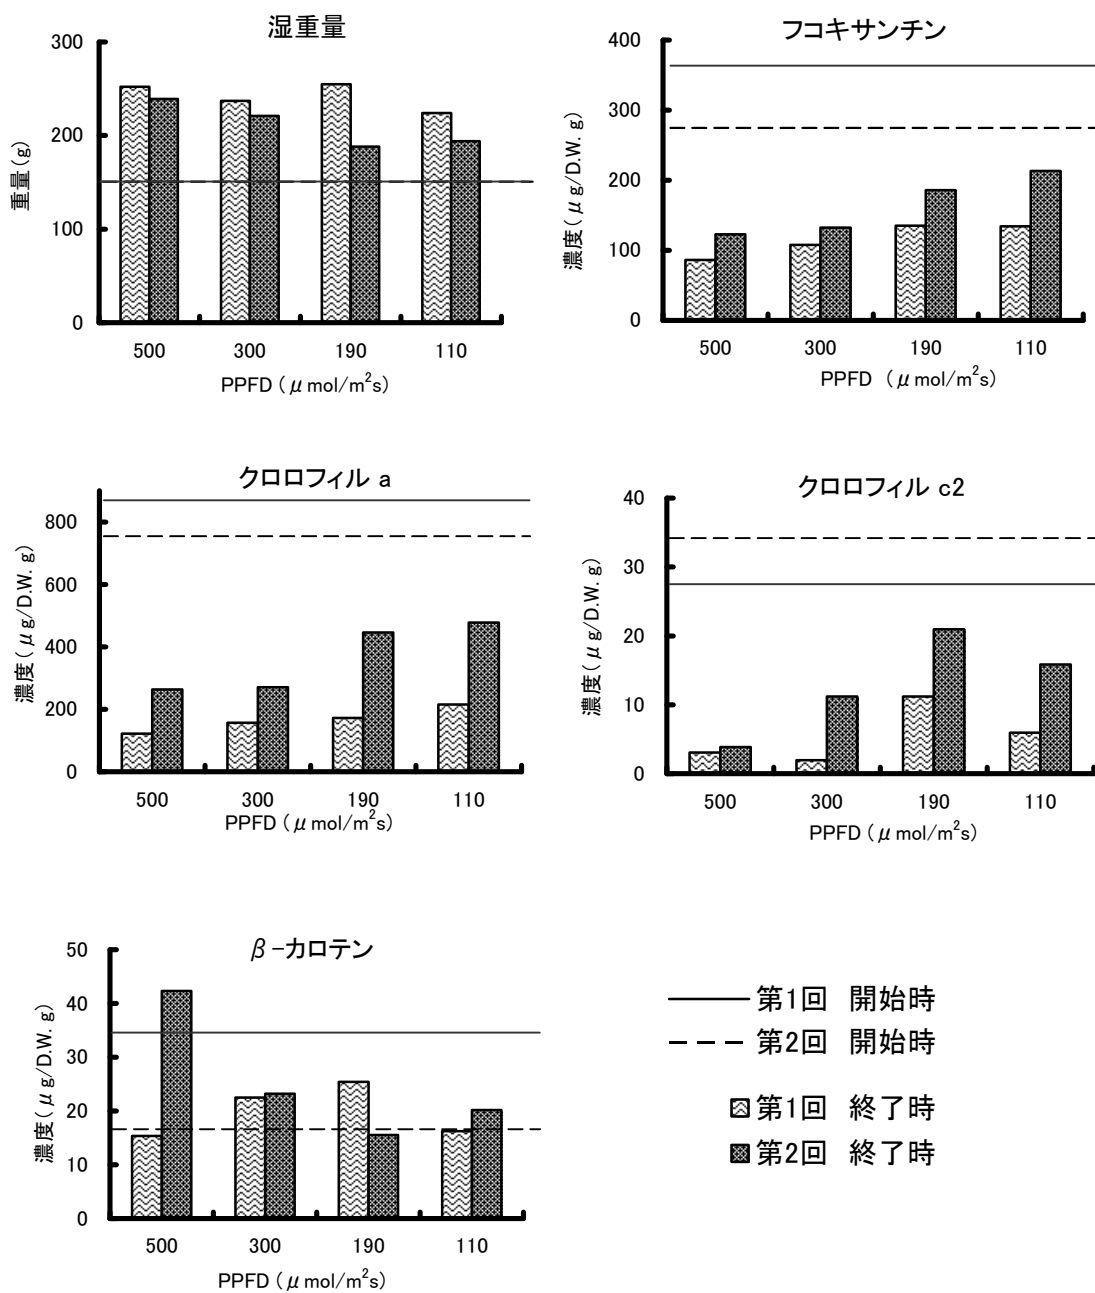 湿重量
300
200
100
0
重量(g)
500 300 190 110
PPFD (μmol/m²s)
フコキサンチン
400
300
200
100
0
濃度(μg/D.W. g)
500 300 190 110
PPFD (μmol/m²s)
クロロフィル a
800
600
400
200
0
濃度(μg/D.W. g)
500 300 190 110
PPFD (μmol/m²s)
クロロフィル c2
40
30
20
10
0
濃度(μg/D.W. g)
500 300 190 110
PPFD (μmol/m²s)
β-カロテン
50
40
30
20
10
0
濃度(μg/D.W. g)
500 300 190 110
PPFD (μmol/m²s)
第1回 開始時
第2回 開始時
第1回 終了時
第2回 終了時